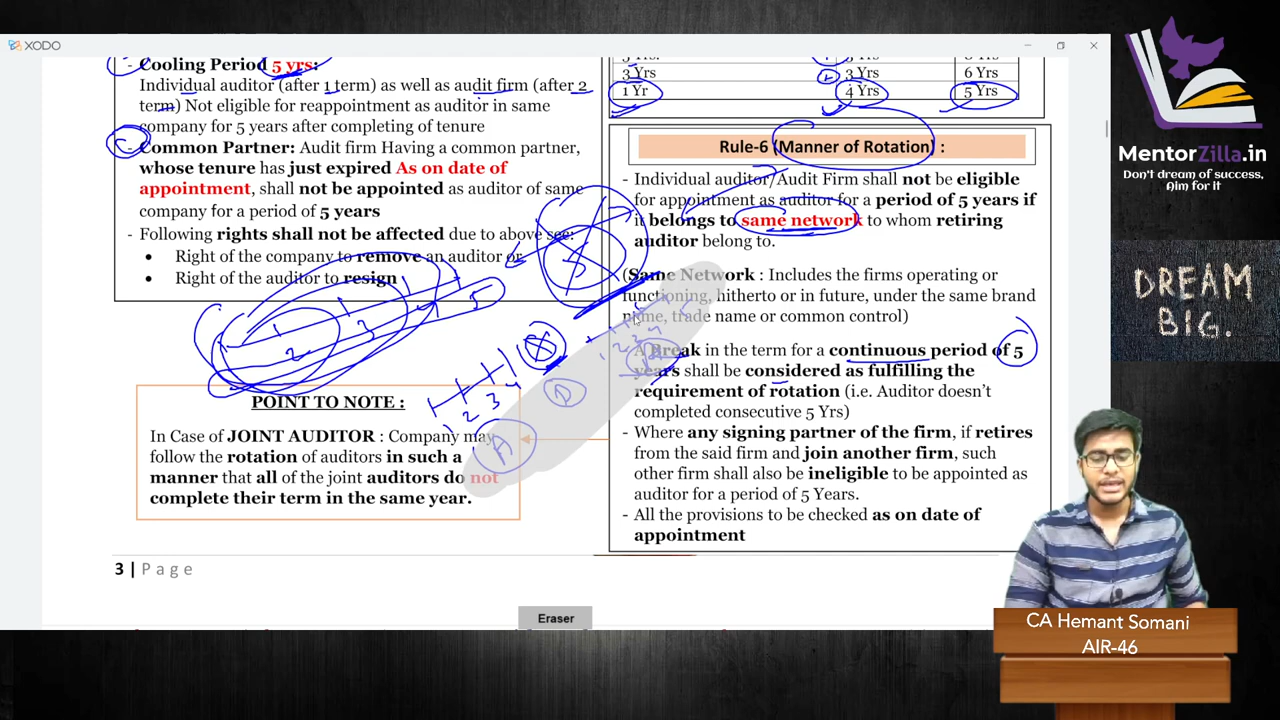 XODO
- Cooling Period 5 yrs:
Individual auditor (after 1 term) as well as audit firm (after 2
term) Not eligible for reappointment as auditor in same
company for 5 years after completing of tenure
- Common Partner: Audit firm Having a common partner,
whose tenure has just expired As on date of
appointment, shall not be appointed as auditor of same
company for a period of 5 years
- Following rights shall not be affected due to above see:
• Right of the company to remove an auditor or
• Right of the auditor to resign
2
3
5
5
POINT TO NOTE :
In Case of JOINT AUDITOR : Company may
follow the rotation of auditors in such a
manner that all of the joint auditors do not
complete their term in the same year.
1 2 3 4
A
D
3 | Page
3 Yrs 3 Yrs 6 Yrs
1 Yr 4 Yrs 5 Yrs
Rule-6 (Manner of Rotation) :
- Individual auditor/Audit Firm shall not be eligible
for appointment as auditor for a period of 5 years if
it belongs to same network to whom retiring
auditor belong to.
(Same Network : Includes the firms operating or
functioning, hitherto or in future, under the same brand
name, trade name or common control)
- A Break in the term for a continuous period of 5
years shall be considered as fulfilling the
requirement of rotation (i.e. Auditor doesn't
completed consecutive 5 Yrs)
- Where any signing partner of the firm, if retires
from the said firm and join another firm, such
other firm shall also be ineligible to be appointed as
auditor for a period of 5 Years.
- All the provisions to be checked as on date of
appointment
Eraser
MentorZilla.in
Don't dream of success,
Aim for it
DREAM
BIG.
CA Hemant Somani
AIR-46